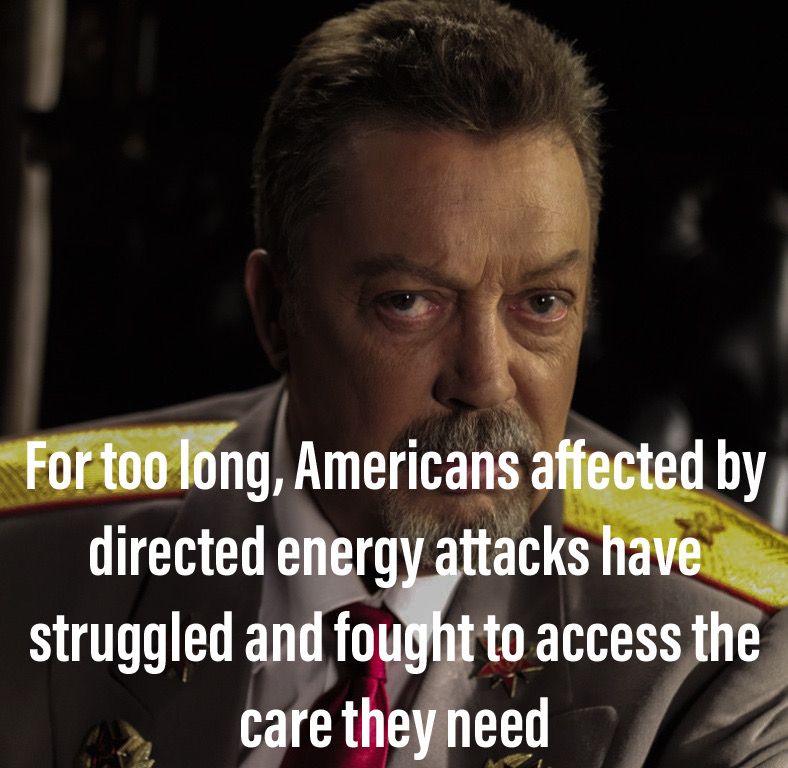 For too long, Americans affected by
directed energy attacks have
struggled and fought to access the
care they need